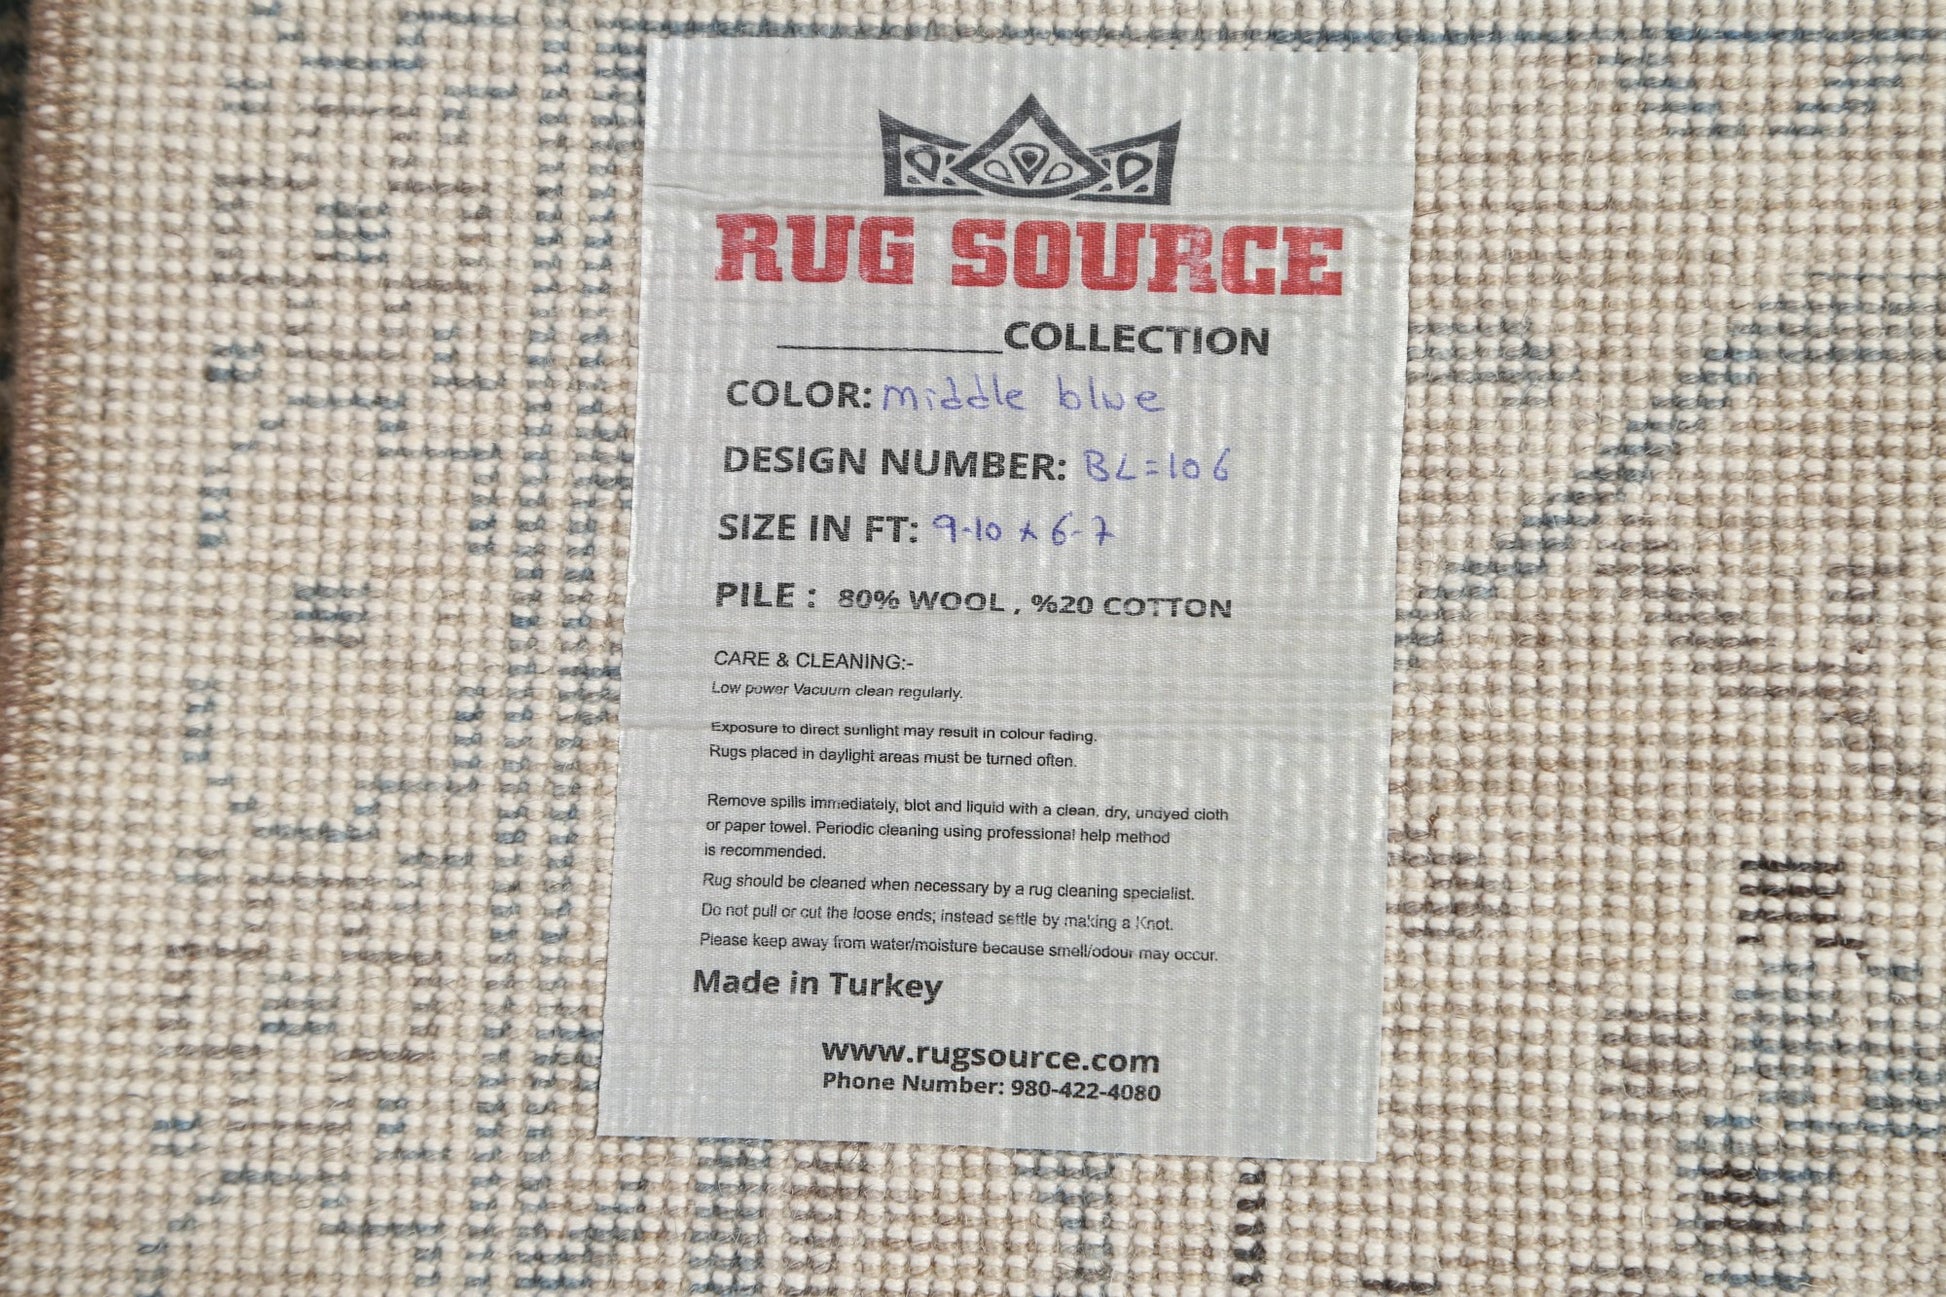 RUG SOURCE
__________COLLECTION
COLOR: middle blue
DESIGN NUMBER: BL=106
SIZE IN FT: 9-10 x 6-7
PILE : 80% WOOL , %20 COTTON
CARE & CLEANING:-
Low power Vacuum clean regularly.
Exposure to direct sunlight may result in colour fading.
Rugs placed in daylight areas must be turned often.
Remove spills immediately, blot and liquid with a clean, dry, undyed cloth
or paper towel. Periodic cleaning using professional help method
is recommended.
Rug should be cleaned when necessary by a rug cleaning specialist.
Do not pull or cut the loose ends; instead settle by making a Knot.
Please keep away from water/moisture because smell/odour may occur.
Made in Turkey
www.rugsource.com
Phone Number: 980-422-4080